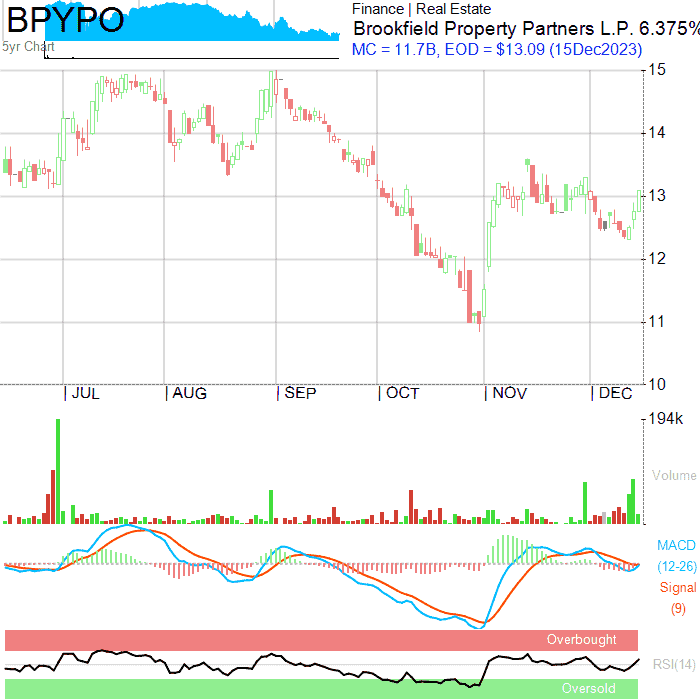 BPYPO
Finance | Real Estate
Brookfield Property Partners L.P. 6.375%
5yr Chart
MC = 11.7B, EOD = $13.09 (15Dec2023)
15
14
13
12
11
10
| JUL | AUG | SEP | OCT | NOV | DEC
194k
Volume
MACD
(12-26)
Signal
(9)
Overbought
RSI(14)
Oversold